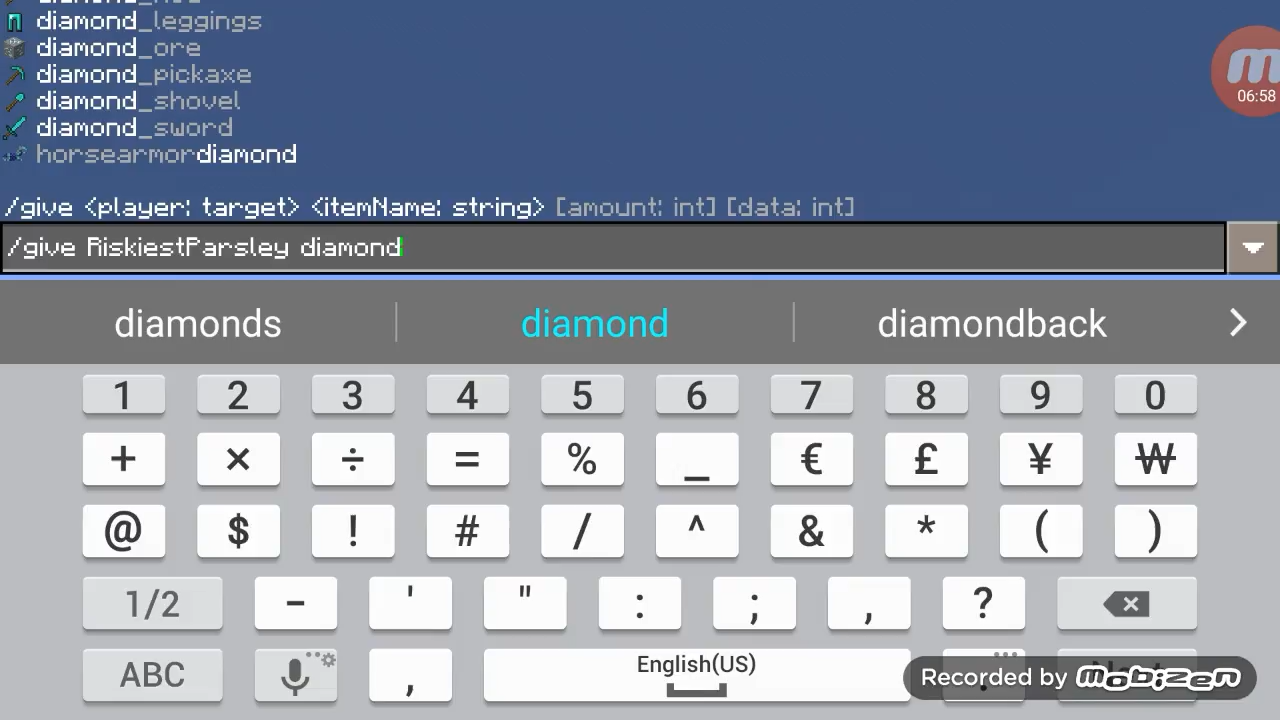 diamond_leggings
diamond_ore
diamond_pickaxe
diamond_shovel
diamond_sword
horsearmordiamond
06:58
/give <player: target> <itemName: string> [amount: int] [data: int]
/give RiskiestParsley diamond
diamonds diamond diamondback
1 2 3 4 5 6 7 8 9 0
+ × ÷ = % _ € £ ¥ ₩
@ $ ! # / ^ & * ( )
1/2 - ' " : ; , ?
ABC , English(US)
Recorded by mobizen